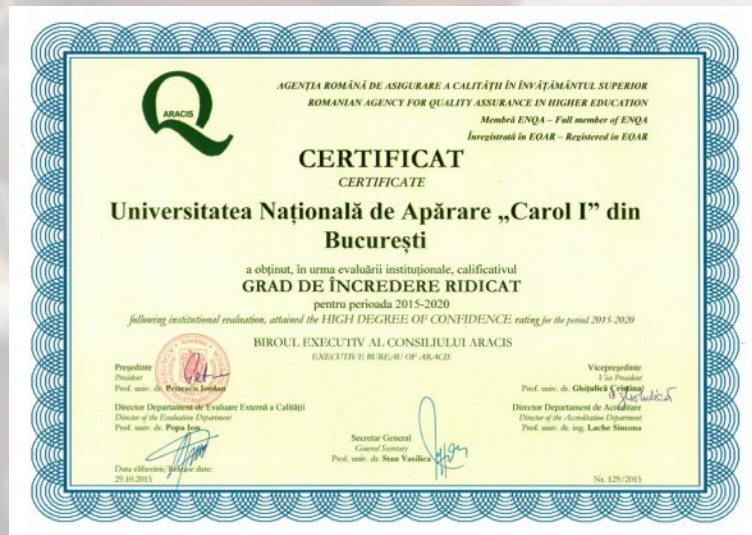 ARACIS
AGENȚIA ROMÂNĂ DE ASIGURARE A CALITĂȚII ÎN ÎNVĂȚĂMÂNTUL SUPERIOR
ROMANIAN AGENCY FOR QUALITY ASSURANCE IN HIGHER EDUCATION
Membră ENQA – Full member of ENQA
Înregistrată în EQAR – Registered in EQAR
CERTIFICAT
CERTIFICATE
Universitatea Națională de Apărare „Carol I” din
București
a obținut, în urma evaluării instituționale, calificativul
GRAD DE ÎNCREDERE RIDICAT
pentru perioada 2015-2020
following institutional evaluation, attained the HIGH DEGREE OF CONFIDENCE rating for the period 2015-2020
BIROUL EXECUTIV AL CONSILIULUI ARACIS
EXECUTIVE BUREAU OF ARACIS
Președinte
President
Prof. univ. dr. Petrescu Iordan
Vicepreședinte
Vice President
Prof. univ. dr. Ghițulică Cristina
Director Departament de Evaluare Externă a Calității
Director of the Evaluation Department
Prof. univ. dr. Popa Ion
Director Departament de Acreditare
Director of the Accreditation Department
Prof. univ. dr. ing. Lache Simona
Secretar General
General Secretary
Prof. univ. dr. Stan Vasilica
Data eliberării/Release date:
29.10.2015
Nr. 129/2015